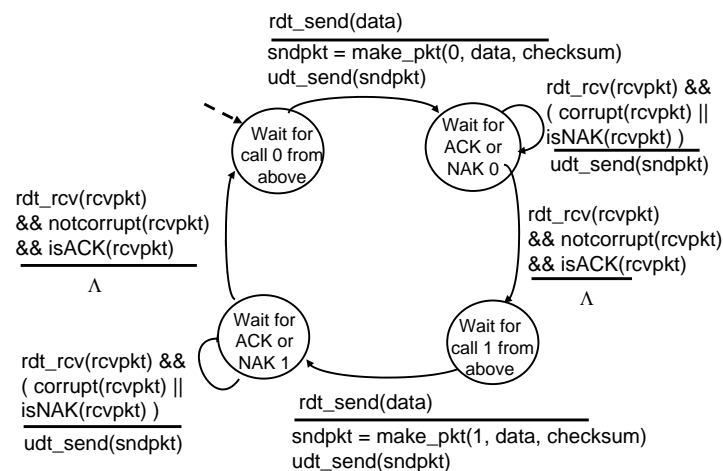 rdt_send(data)
sndpkt = make_pkt(0, data, checksum)
udt_send(sndpkt)
Wait for
call 0 from
above
Wait for
ACK or
NAK 0
rdt_rcv(rcvpkt) &&
( corrupt(rcvpkt) ||
isNAK(rcvpkt) )
udt_send(sndpkt)
rdt_rcv(rcvpkt)
&& notcorrupt(rcvpkt)
&& isACK(rcvpkt)
Λ
rdt_rcv(rcvpkt)
&& notcorrupt(rcvpkt)
&& isACK(rcvpkt)
Λ
Wait for
ACK or
NAK 1
Wait for
call 1 from
above
rdt_rcv(rcvpkt) &&
( corrupt(rcvpkt) ||
isNAK(rcvpkt) )
udt_send(sndpkt)
rdt_send(data)
sndpkt = make_pkt(1, data, checksum)
udt_send(sndpkt)